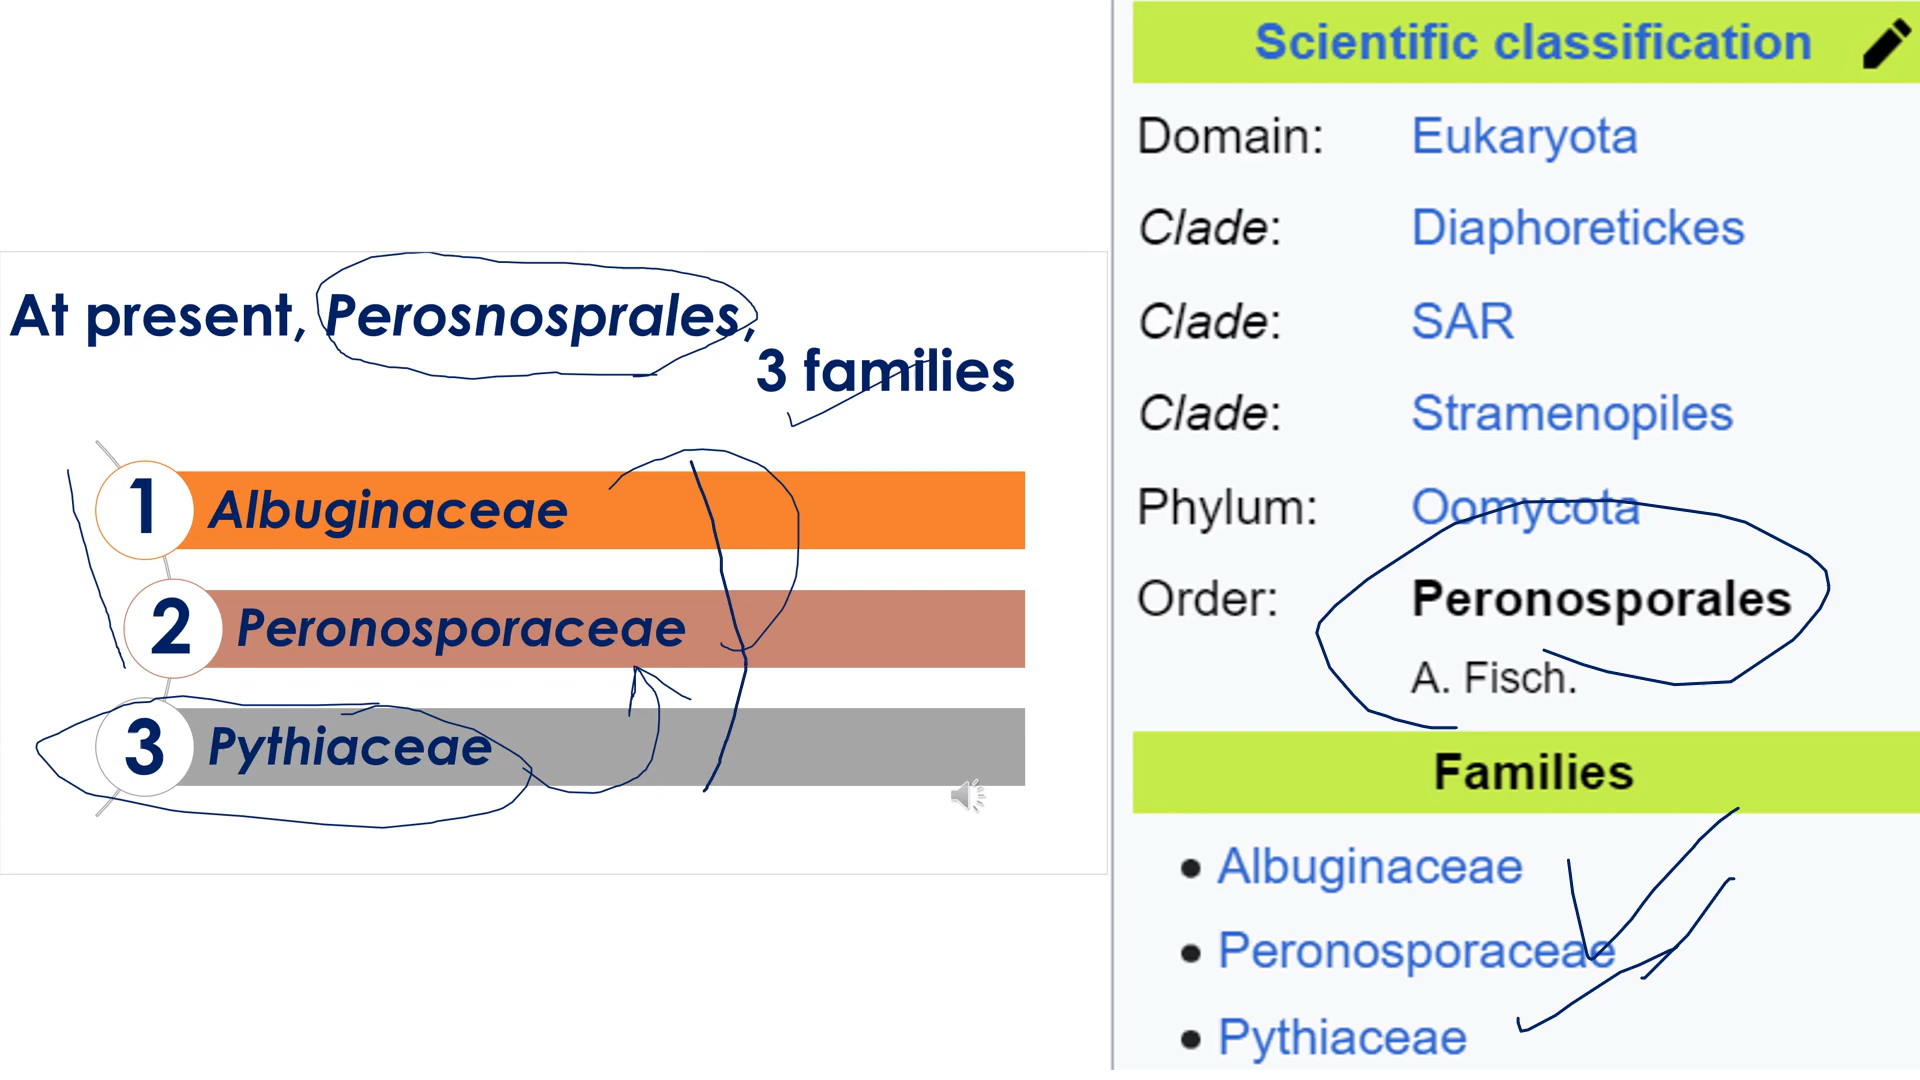 At present, Perosnosprales,
3 families
1 Albuginaceae
2 Peronosporaceae
3 Pythiaceae
Scientific classification
Domain: Eukaryota
Clade: Diaphoretickes
Clade: SAR
Clade: Stramenopiles
Phylum: Oomycota
Order: Peronosporales
A. Fisch.
Families
• Albuginaceae
• Peronosporaceae
• Pythiaceae